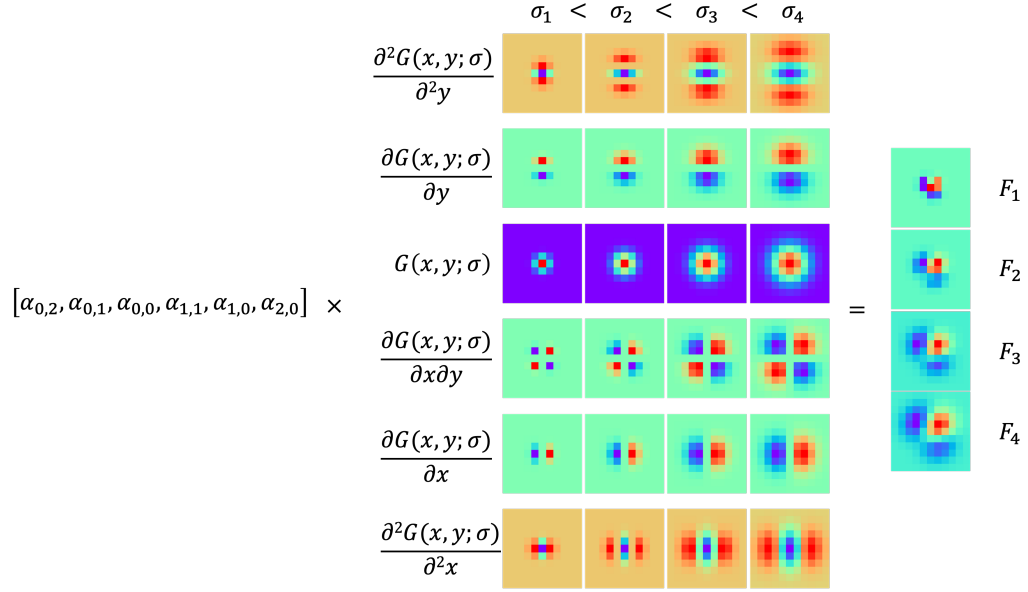 σ₁ < σ₂ < σ₃ < σ₄
∂²G(x, y; σ)
∂²y
∂G(x, y; σ)
∂y
G(x, y; σ)
[α₀,₂, α₀,₁, α₀,₀, α₁,₁, α₁,₀, α₂,₀] ×
=
∂G(x, y; σ)
∂x∂y
∂G(x, y; σ)
∂x
∂²G(x, y; σ)
∂²x
F₁
F₂
F₃
F₄